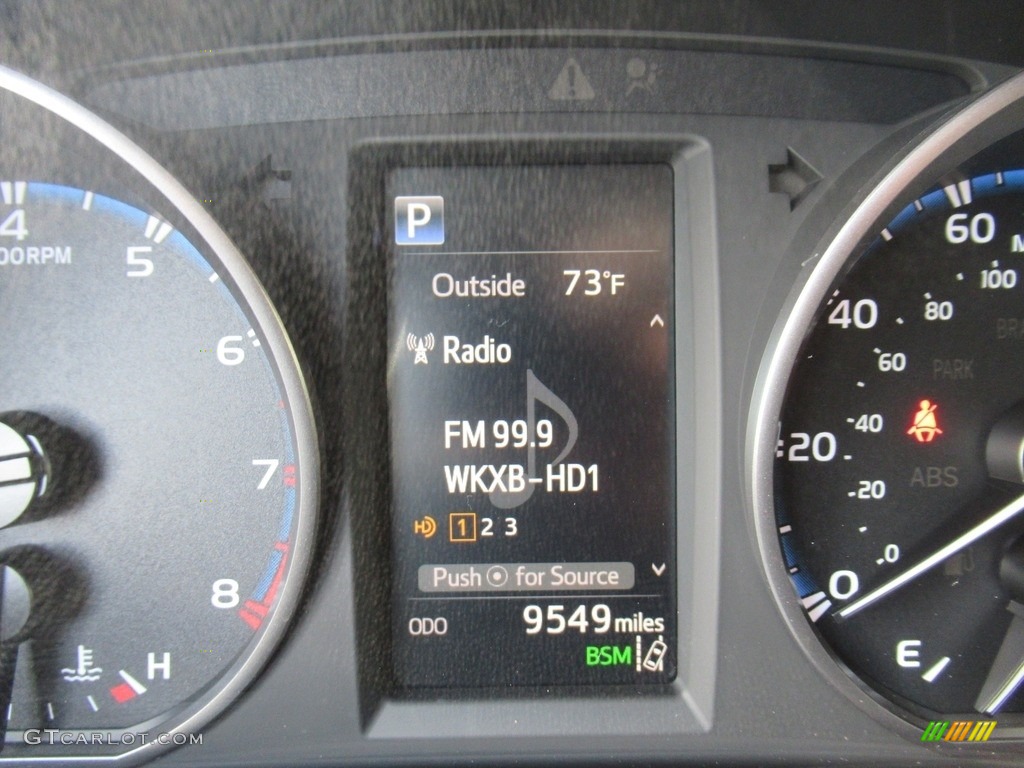 P
Outside 73°F
Radio
FM 99.9
WKXB-HD1
HD 1 2 3
Push for Source
ODO 9549 miles
BSM
4
00RPM
5
6
7
8
H
60
100
40
80
60
PARK
40
20
ABS
20
0
0
E
GTCARLOT.COM